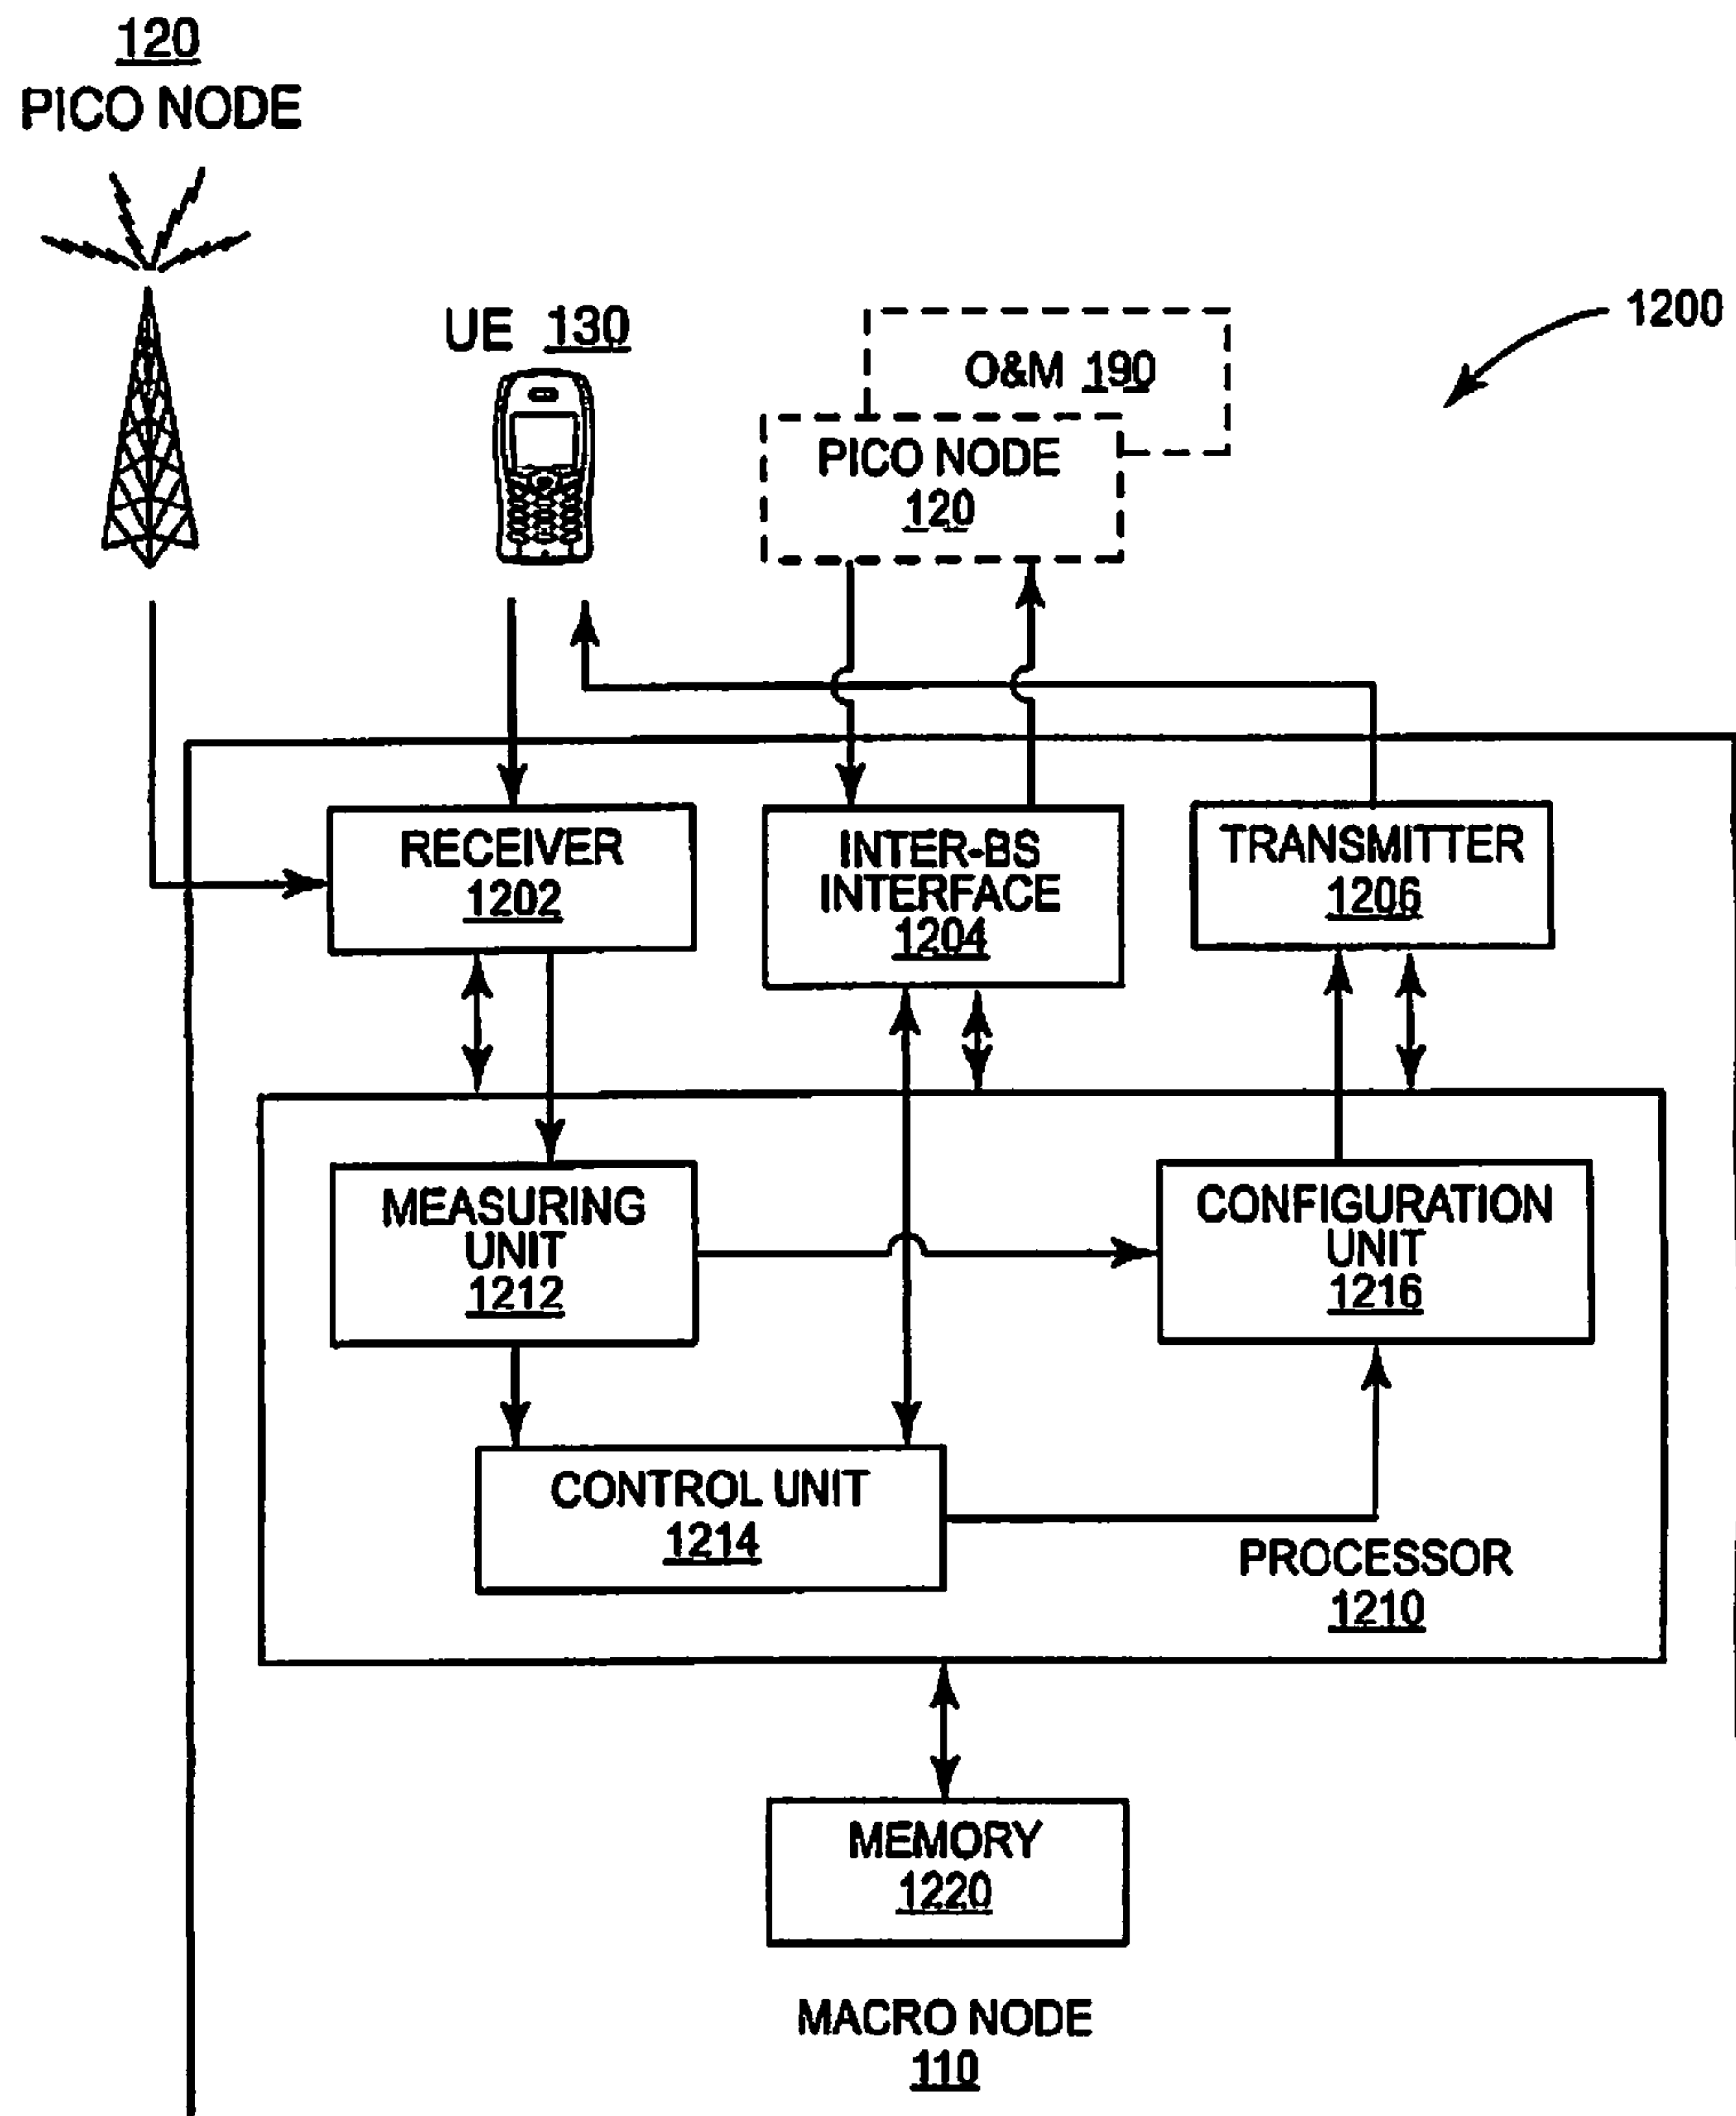 120
PICO NODE
UE 130
1200
O&M 190
PICO NODE
120
RECEIVER
1202
INTER-BS
INTERFACE
1204
TRANSMITTER
1206
MEASURING
UNIT
1212
CONFIGURATION
UNIT
1216
CONTROL UNIT
1214
PROCESSOR
1210
MEMORY
1220
MACRO NODE
110